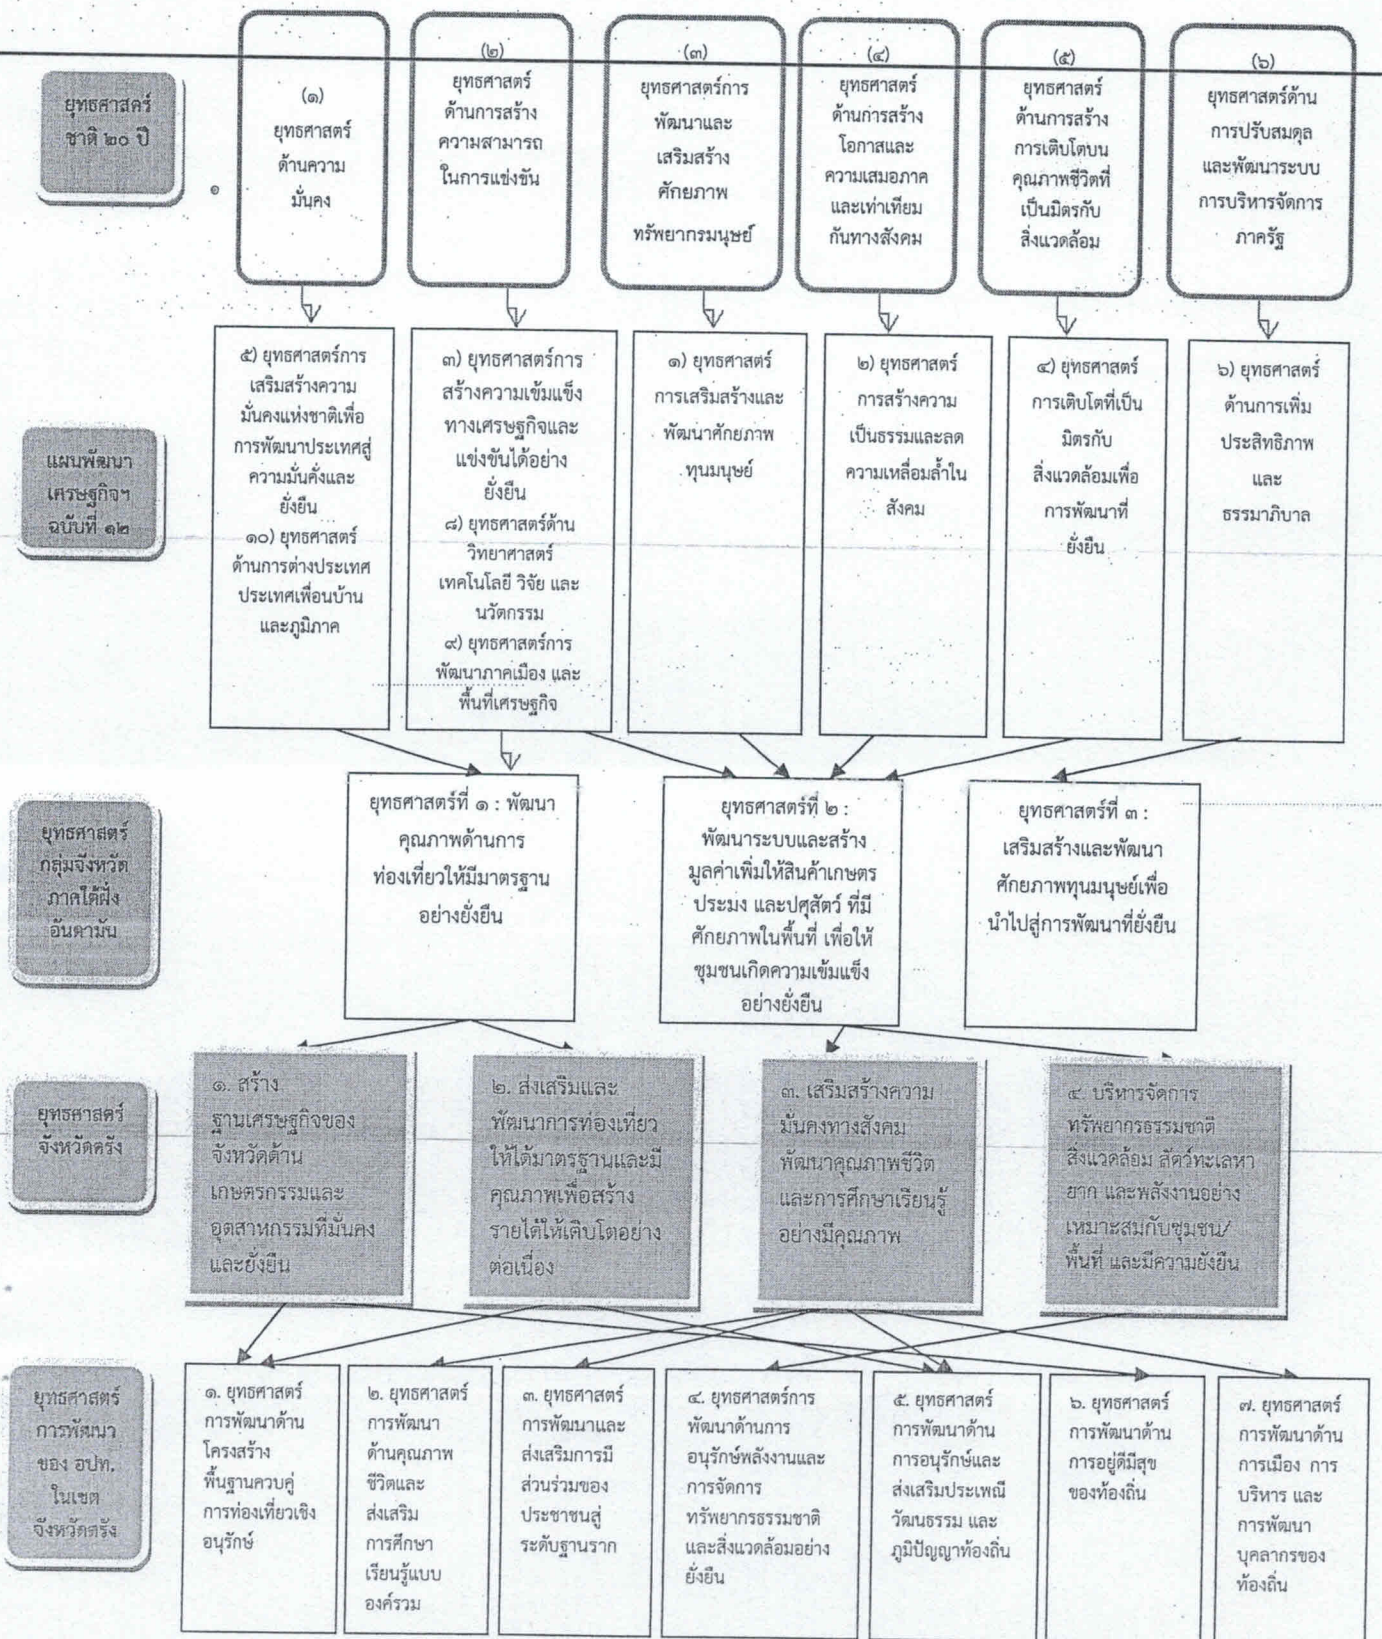 ยุทธศาสตร์
ชาติ ๒๐ ปี
(๑)
ยุทธศาสตร์
ด้านความ
มั่นคง
(๒)
ยุทธศาสตร์
ด้านการสร้าง
ความสามารถ
ในการแข่งขัน
(๓)
ยุทธศาสตร์การ
พัฒนาและ
เสริมสร้าง
ศักยภาพ
ทรัพยากรมนุษย์
(๔)
ยุทธศาสตร์
ด้านการสร้าง
โอกาสและ
ความเสมอภาค
และเท่าเทียม
กันทางสังคม
(๕)
ยุทธศาสตร์
ด้านการสร้าง
การเติบโตบน
คุณภาพชีวิตที่
เป็นมิตรกับ
สิ่งแวดล้อม
(๖)
ยุทธศาสตร์ด้าน
การปรับสมดุล
และพัฒนาระบบ
การบริหารจัดการ
ภาครัฐ
แผนพัฒนา
เศรษฐกิจฯ
ฉบับที่ ๑๒
๕) ยุทธศาสตร์การ
เสริมสร้างความ
มั่นคงแห่งชาติเพื่อ
การพัฒนาประเทศสู่
ความมั่นคั่งและ
ยั่งยืน
๑๐) ยุทธศาสตร์
ด้านการต่างประเทศ
ประเทศเพื่อนบ้าน
และภูมิภาค
๓) ยุทธศาสตร์การ
สร้างความเข้มแข็ง
ทางเศรษฐกิจและ
แข่งขันได้อย่าง
ยั่งยืน
๘) ยุทธศาสตร์ด้าน
วิทยาศาสตร์
เทคโนโลยี วิจัย และ
นวัตกรรม
๙) ยุทธศาสตร์การ
พัฒนาภาคเมือง และ
พื้นที่เศรษฐกิจ
๑) ยุทธศาสตร์
การเสริมสร้างและ
พัฒนาศักยภาพ
ทุนมนุษย์
๒) ยุทธศาสตร์
การสร้างความ
เป็นธรรมและลด
ความเหลื่อมล้ำใน
สังคม
๔) ยุทธศาสตร์
การเติบโตที่เป็น
มิตรกับ
สิ่งแวดล้อมเพื่อ
การพัฒนาที่
ยั่งยืน
๖) ยุทธศาสตร์
ด้านการเพิ่ม
ประสิทธิภาพ
และ
ธรรมาภิบาล
ยุทธศาสตร์
กลุ่มจังหวัด
ภาคใต้ฝั่ง
อันดามัน
ยุทธศาสตร์ที่ ๑ : พัฒนา
คุณภาพด้านการ
ท่องเที่ยวให้มีมาตรฐาน
อย่างยั่งยืน
ยุทธศาสตร์ที่ ๒ :
พัฒนาระบบและสร้าง
มูลค่าเพิ่มให้สินค้าเกษตร
ประมง และปศุสัตว์ ที่มี
ศักยภาพในพื้นที่ เพื่อให้
ชุมชนเกิดความเข้มแข็ง
อย่างยั่งยืน
ยุทธศาสตร์ที่ ๓ :
เสริมสร้างและพัฒนา
ศักยภาพทุนมนุษย์เพื่อ
นำไปสู่การพัฒนาที่ยั่งยืน
ยุทธศาสตร์
จังหวัดตรัง
๑. สร้าง
ฐานเศรษฐกิจของ
จังหวัดด้าน
เกษตรกรรมและ
อุตสาหกรรมที่มั่นคง
และยั่งยืน
๒. ส่งเสริมและ
พัฒนาการท่องเที่ยว
ให้ได้มาตรฐานและมี
คุณภาพเพื่อสร้าง
รายได้ให้เติบโตอย่าง
ต่อเนื่อง
๓. เสริมสร้างความ
มั่นคงทางสังคม
พัฒนาคุณภาพชีวิต
และการศึกษาเรียนรู้
อย่างมีคุณภาพ
๔. บริหารจัดการ
ทรัพยากรธรรมชาติ
สิ่งแวดล้อม สัตว์ทะเลหา
ยาก และพลังงานอย่าง
เหมาะสมกับชุมชน/
พื้นที่ และมีความยั่งยืน
ยุทธศาสตร์
การพัฒนา
ของ อปท.
ในเขต
จังหวัดตรัง
๑. ยุทธศาสตร์
การพัฒนาด้าน
โครงสร้าง
พื้นฐานควบคู่
การท่องเที่ยวเชิง
อนุรักษ์
๒. ยุทธศาสตร์
การพัฒนา
ด้านคุณภาพ
ชีวิตและ
ส่งเสริม
การศึกษา
เรียนรู้แบบ
องค์รวม
๓. ยุทธศาสตร์
การพัฒนาและ
ส่งเสริมการมี
ส่วนร่วมของ
ประชาชนสู่
ระดับฐานราก
๔. ยุทธศาสตร์การ
พัฒนาด้านการ
อนุรักษ์พลังงานและ
การจัดการ
ทรัพยากรธรรมชาติ
และสิ่งแวดล้อมอย่าง
ยั่งยืน
๕. ยุทธศาสตร์
การพัฒนาด้าน
การอนุรักษ์และ
ส่งเสริมประเพณี
วัฒนธรรม และ
ภูมิปัญญาท้องถิ่น
๖. ยุทธศาสตร์
การพัฒนาด้าน
การอยู่ดีมีสุข
ของท้องถิ่น
๗. ยุทธศาสตร์
การพัฒนาด้าน
การเมือง การ
บริหาร และ
การพัฒนา
บุคลากรของ
ท้องถิ่น